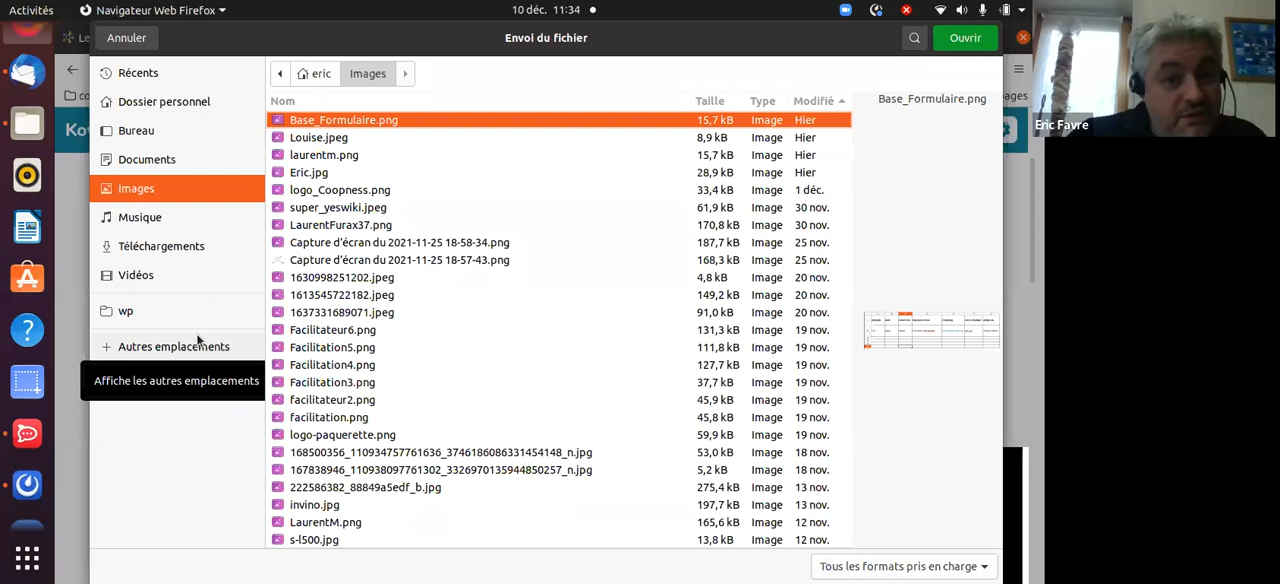 Activités
Navigateur Web Firefox
10 déc. 11:34
Annuler
Envoi du fichier
Ouvrir
Récents
Dossier personnel
Bureau
Documents
Images
Musique
Téléchargements
Vidéos
wp
Autres emplacements
Affiche les autres emplacements
eric
Images
Nom Taille Type Modifié
Base_Formulaire.png 15,7 kB Image Hier
Louise.jpeg 8,9 kB Image Hier
laurentm.png 15,7 kB Image Hier
Eric.jpg 28,9 kB Image Hier
logo_Coopness.png 33,4 kB Image 1 déc.
super_yeswiki.jpeg 61,9 kB Image 30 nov.
LaurentFurax37.png 170,8 kB Image 30 nov.
Capture d’écran du 2021-11-25 18-58-34.png 187,7 kB Image 25 nov.
Capture d’écran du 2021-11-25 18-57-43.png 168,3 kB Image 25 nov.
1630998251202.jpeg 4,8 kB Image 20 nov.
1613545722182.jpeg 149,2 kB Image 20 nov.
1637331689071.jpeg 91,0 kB Image 20 nov.
Facilitateur6.png 131,3 kB Image 19 nov.
Facilitation5.png 111,8 kB Image 19 nov.
Facilitation4.png 127,7 kB Image 19 nov.
Facilitation3.png 37,7 kB Image 19 nov.
facilitateur2.png 45,9 kB Image 19 nov.
facilitation.png 45,8 kB Image 19 nov.
logo-paquerette.png 59,9 kB Image 19 nov.
168500356_110934757761636_3746186086331454148_n.jpg 53,0 kB Image 18 nov.
167838946_110938097761302_3326970135944850257_n.jpg 5,2 kB Image 18 nov.
222586382_88849a5edf_b.jpg 275,4 kB Image 13 nov.
invino.jpg 197,7 kB Image 13 nov.
LaurentM.png 165,6 kB Image 12 nov.
s-l500.jpg 13,8 kB Image 12 nov.
Base_Formulaire.png
Tous les formats pris en charge
Eric Favre